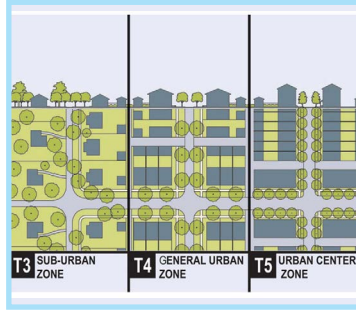 T3 SUB-URBAN
ZONE
T4 GENERAL URBAN
ZONE
T5 URBAN CENTER
ZONE